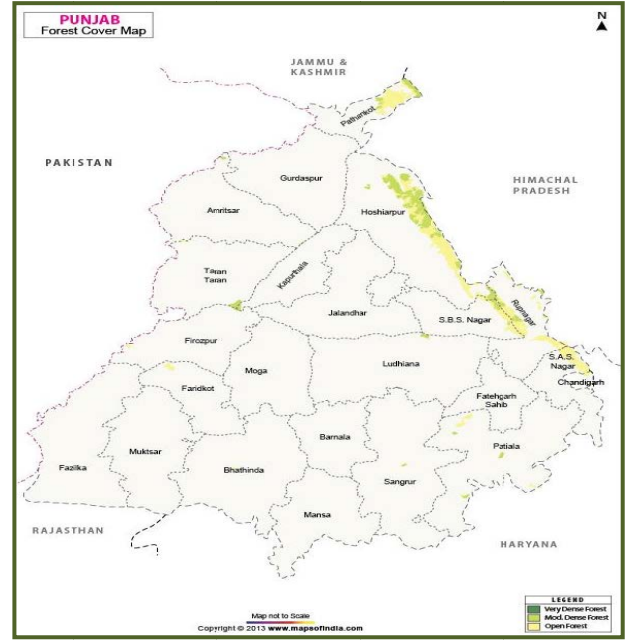 PUNJAB
Forest Cover Map
N
JAMMU &
KASHMIR
Pathankot
PAKISTAN
Gurdaspur
HIMACHAL
PRADESH
Amritsar
Hoshiarpur
Taran
Taran
Kapurthala
Jalandhar
S.B.S. Nagar
Rupnagar
Firozpur
Moga
Ludhiana
S.A.S.
Nagar
Chandigarh
Faridkot
Fatehgarh
Sahib
Barnala
Patiala
Muktsar
Fazilka
Bhathinda
Sangrur
Mansa
RAJASTHAN
HARYANA
Map not to Scale
Copyright © 2013 www.mapsofindia.com
LEGEND
Very Dense Forest
Mod. Dense Forest
Open Forest